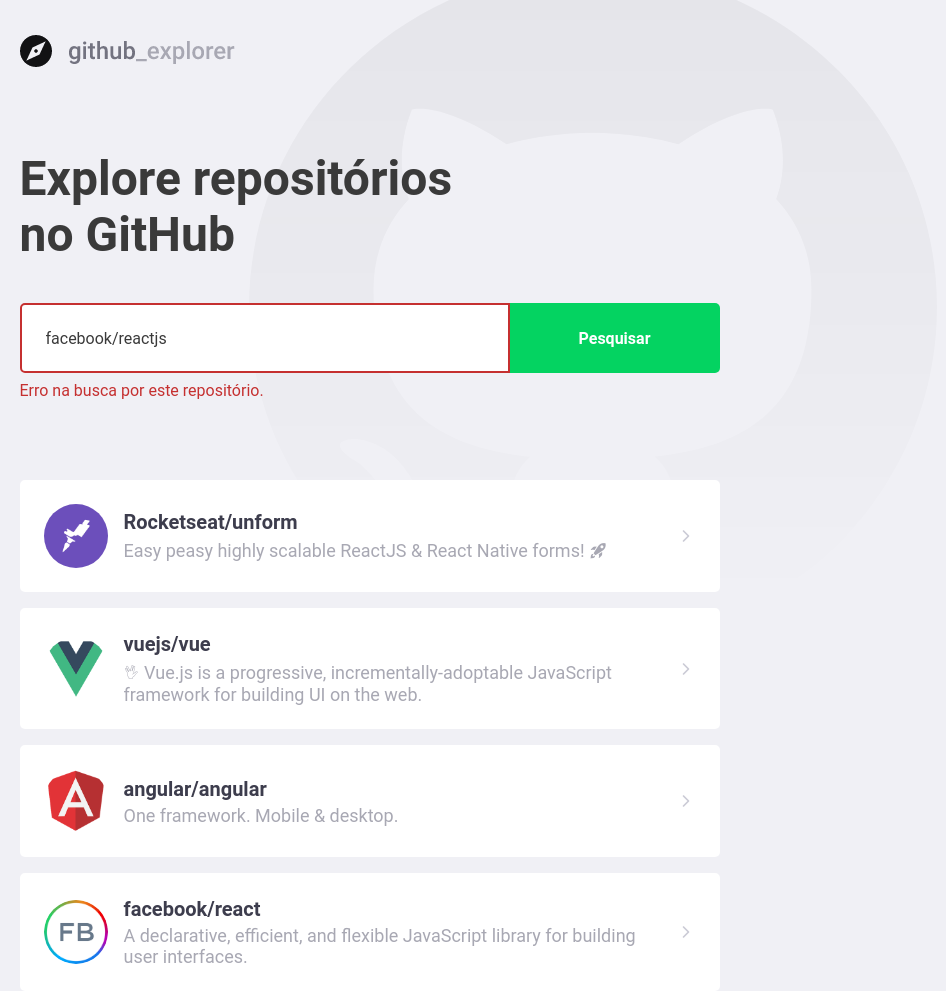 github_explorer
Explore repositórios
no GitHub
facebook/reactjs
Pesquisar
Erro na busca por este repositório.
Rocketseat/unform
Easy peasy highly scalable ReactJS & React Native forms! 🚀
vuejs/vue
🖖 Vue.js is a progressive, incrementally-adoptable JavaScript
framework for building UI on the web.
angular/angular
One framework. Mobile & desktop.
A
FB
facebook/react
A declarative, efficient, and flexible JavaScript library for building
user interfaces.